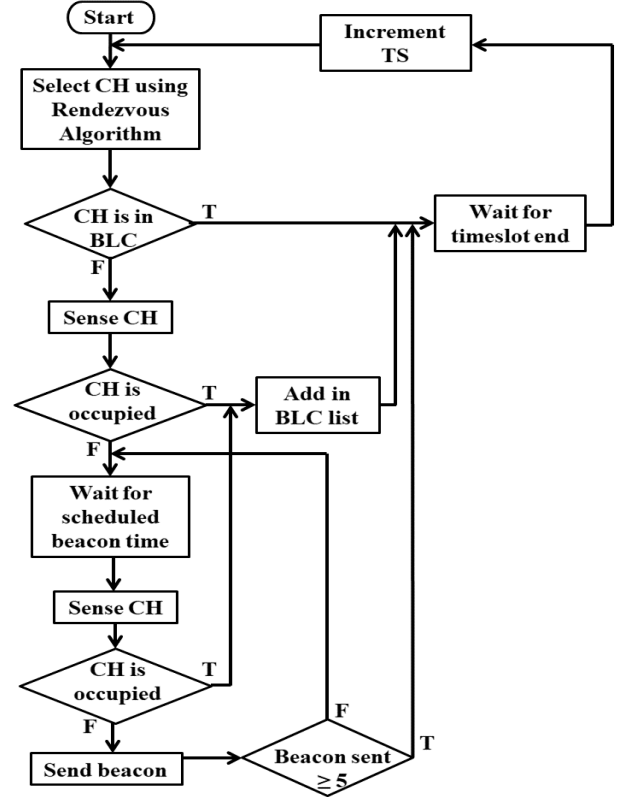 Start
Increment
TS
Select CH using
Rendezvous
Algorithm
CH is in
BLC
T
Wait for
timeslot end
F
Sense CH
CH is
occupied
T
Add in
BLC list
F
Wait for
scheduled
beacon time
Sense CH
CH is
occupied
T
F
Send beacon
F
Beacon sent
≥ 5
T